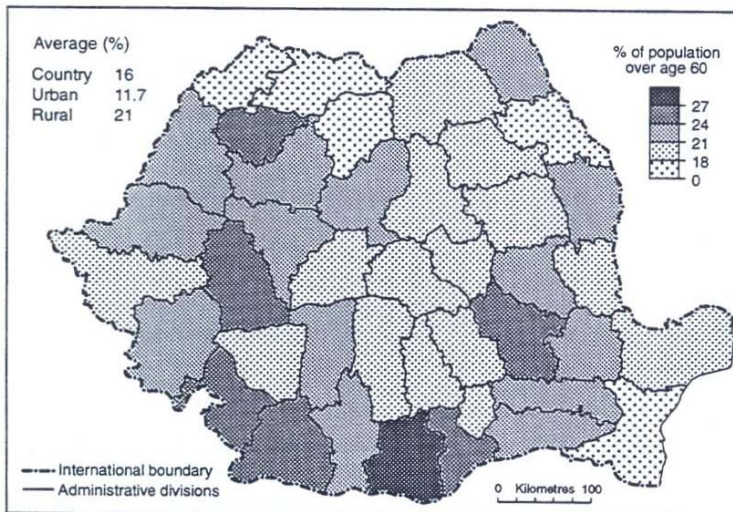 Average (%)
Country 16
Urban 11.7
Rural 21
% of population
over age 60
27
24
21
18
0
International boundary
Administrative divisions
0 Kilometres 100